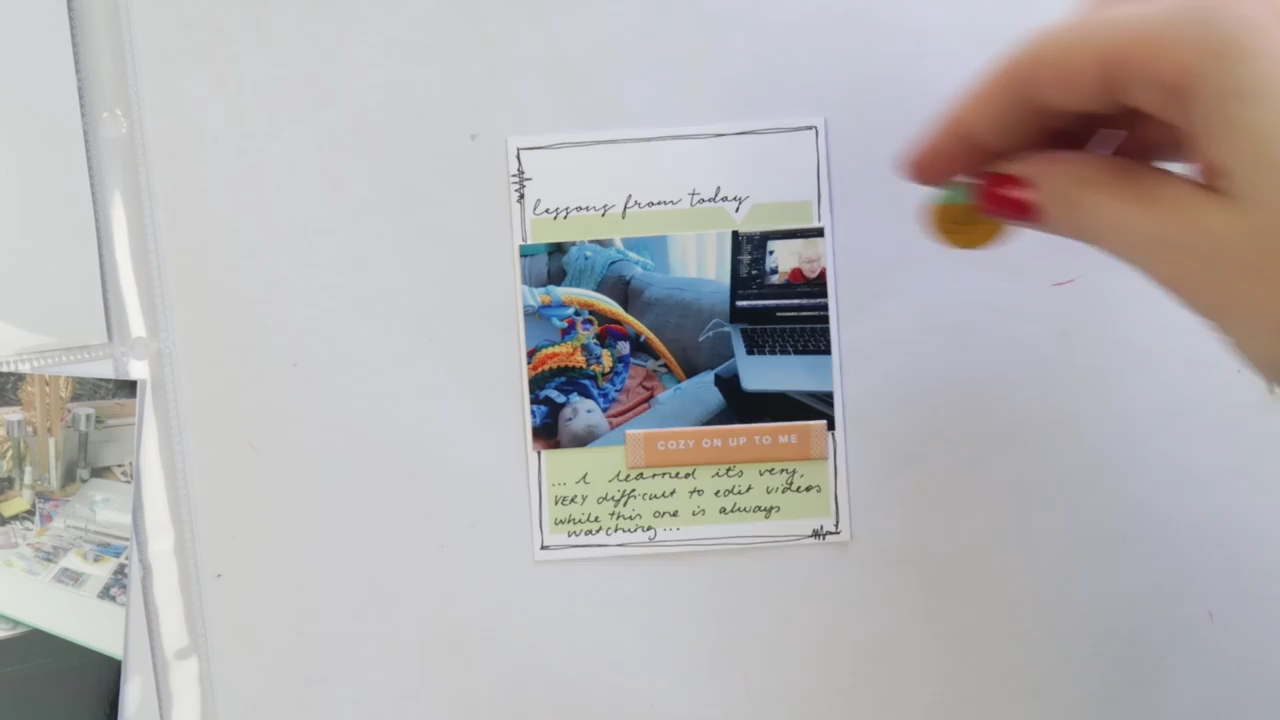 lessons from today
COZY ON UP TO ME
... I learned it's very,
VERY difficult to edit videos
while this one is always
watching...